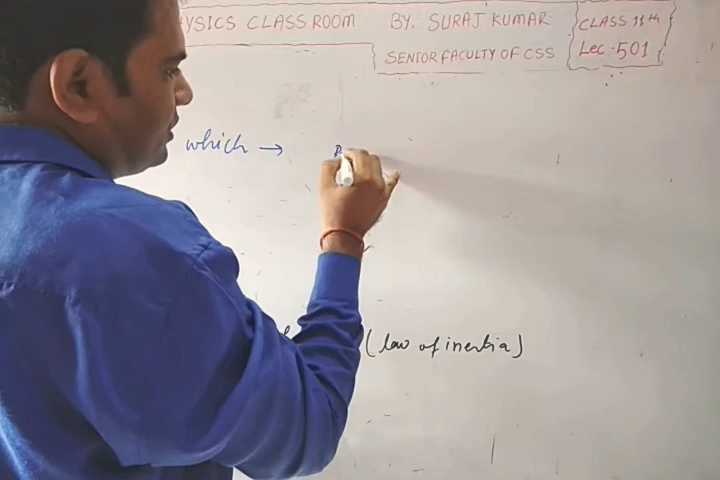 YSICS CLASS ROOM BY. SURAJ KUMAR
SENIOR FACULTY OF CSS
CLASS 11th
Lec-501
which →
(law of inertia)